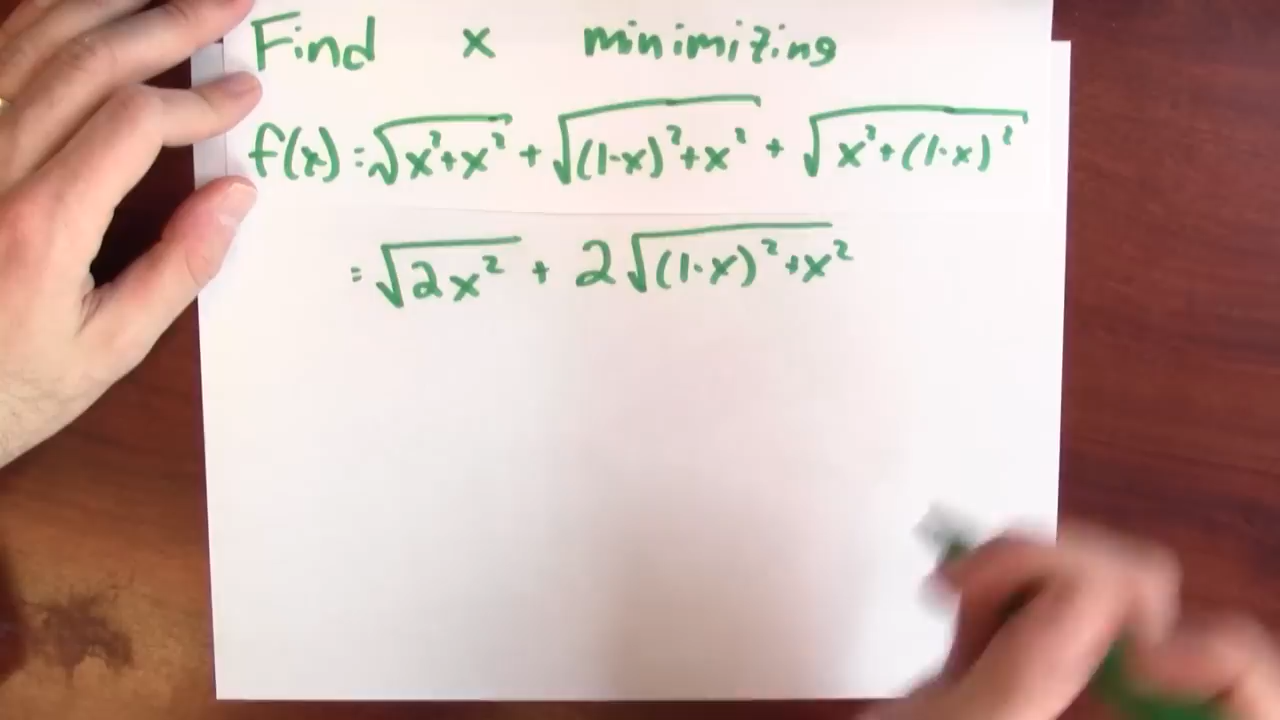 Find x minimizing
f(x) = √(x²+x²) + √((1-x)²+x²) + √(x²+(1-x)²)
= √(2x²) + 2√((1-x)²+x²)